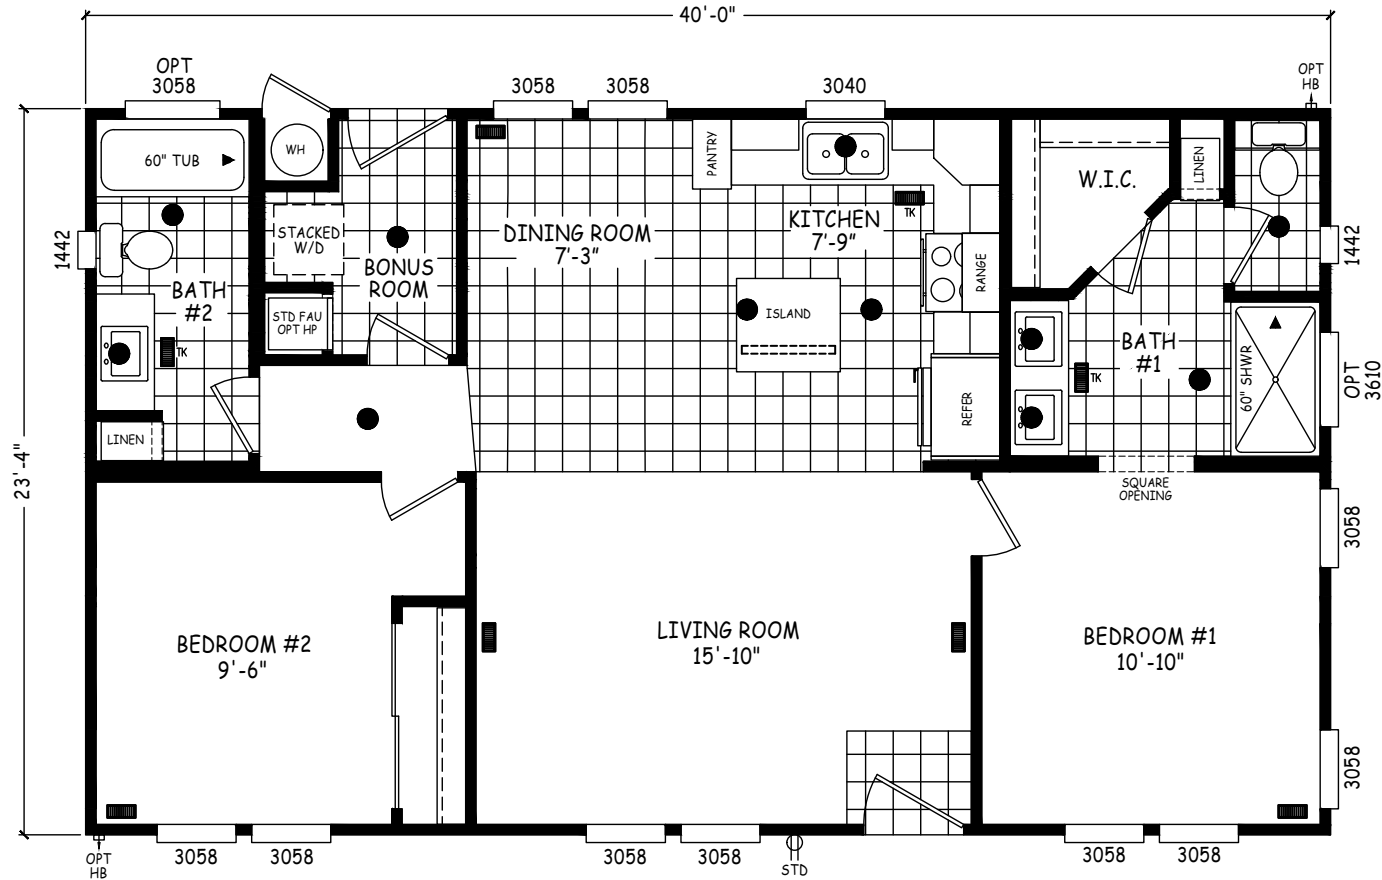 40'-0"
OPT
3058
3058
3058
3040
OPT
HB
60" TUB
WH
PANTRY
LINEN
W.I.C.
1442
STACKED
W/D
BONUS
ROOM
DINING ROOM
7'-3"
KITCHEN
7'-9"
TK
RANGE
1442
BATH
#2
STD FAU
OPT HP
ISLAND
TK
BATH
#1
TK
60" SHWR
OPT
3610
REFER
LINEN
23'-4"
SQUARE
OPENING
3058
BEDROOM #2
9'-6"
LIVING ROOM
15'-10"
BEDROOM #1
10'-10"
3058
OPT
HB
3058
3058
3058
3058
STD
3058
3058